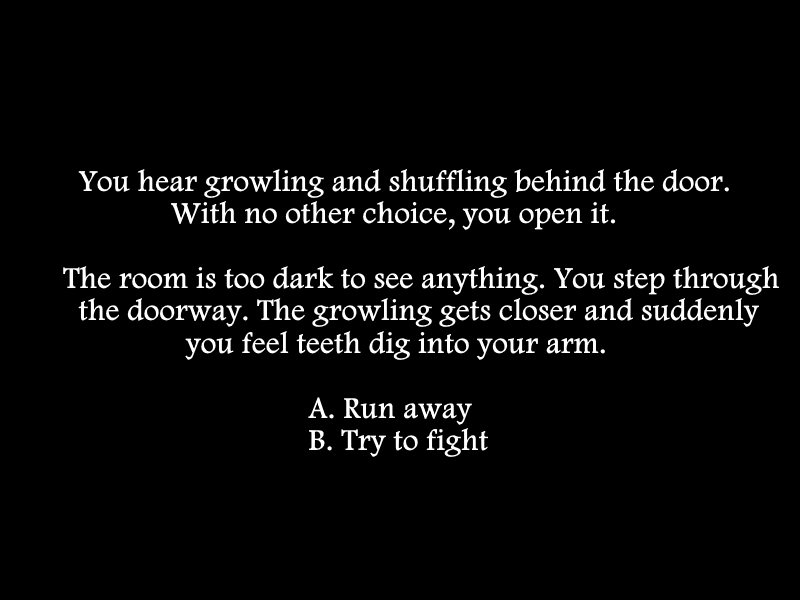 You hear growling and shuffling behind the door.
With no other choice, you open it.
The room is too dark to see anything. You step through
the doorway. The growling gets closer and suddenly
you feel teeth dig into your arm.
A. Run away
B. Try to fight